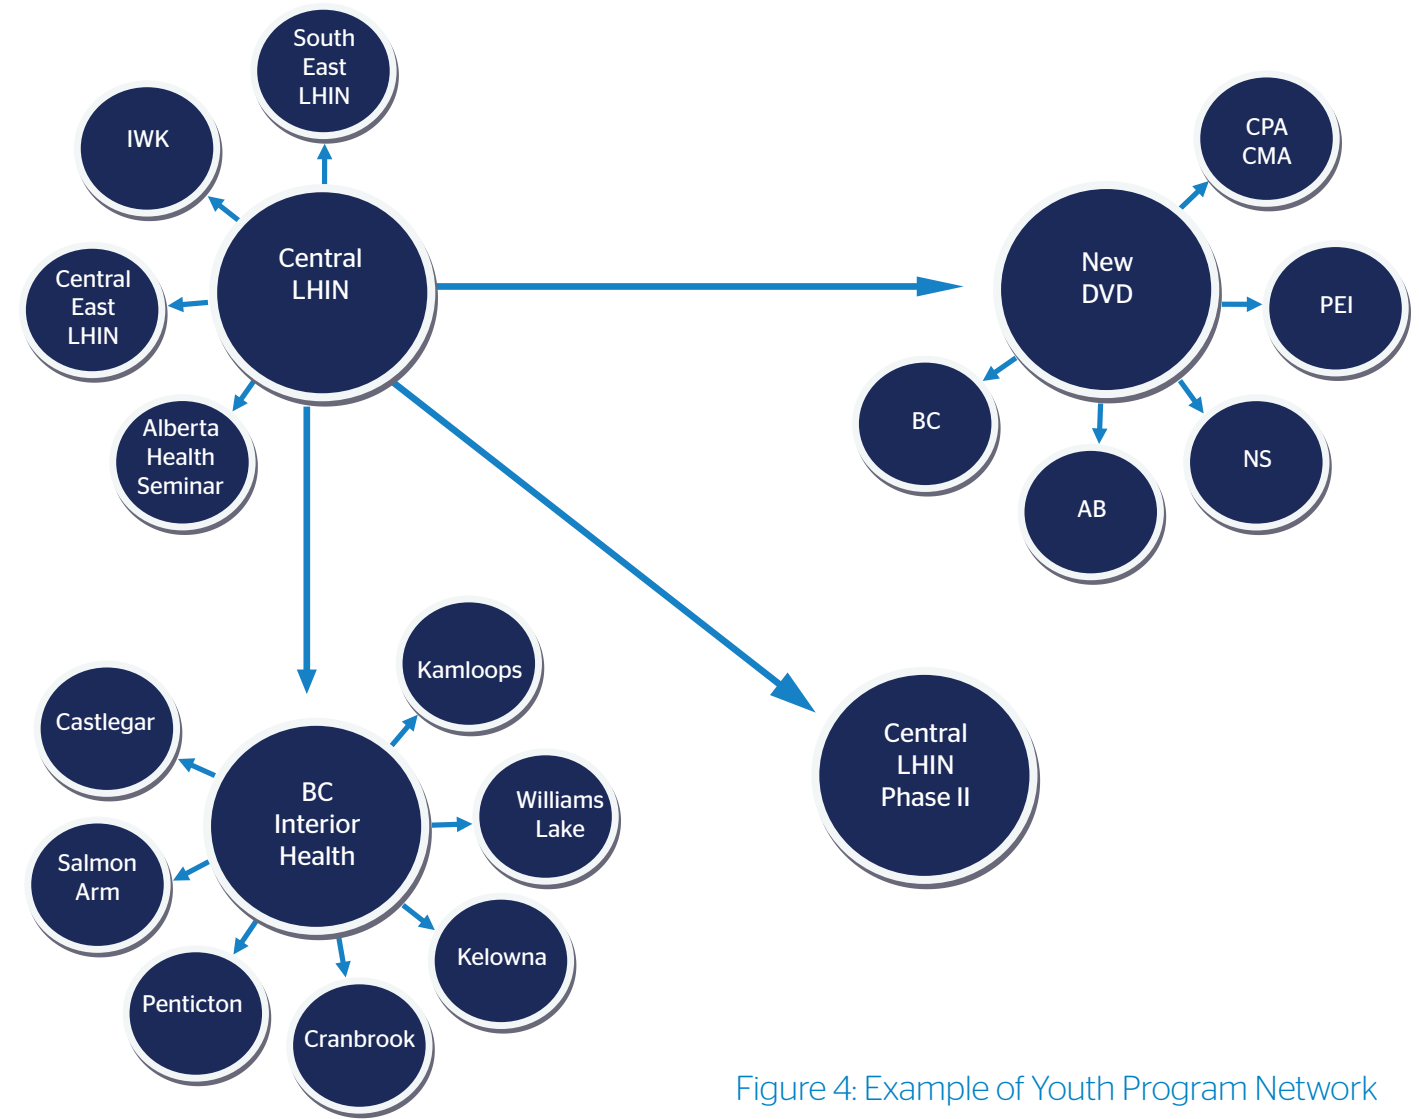 South
East
LHIN
IWK
Central
East
LHIN
Alberta
Health
Seminar
Central
LHIN
New
DVD
CPA
CMA
PEI
NS
AB
BC
Central
LHIN
Phase II
BC
Interior
Health
Kamloops
Castlegar
Williams
Lake
Salmon
Arm
Kelowna
Penticton
Cranbrook
Figure 4: Example of Youth Program Network